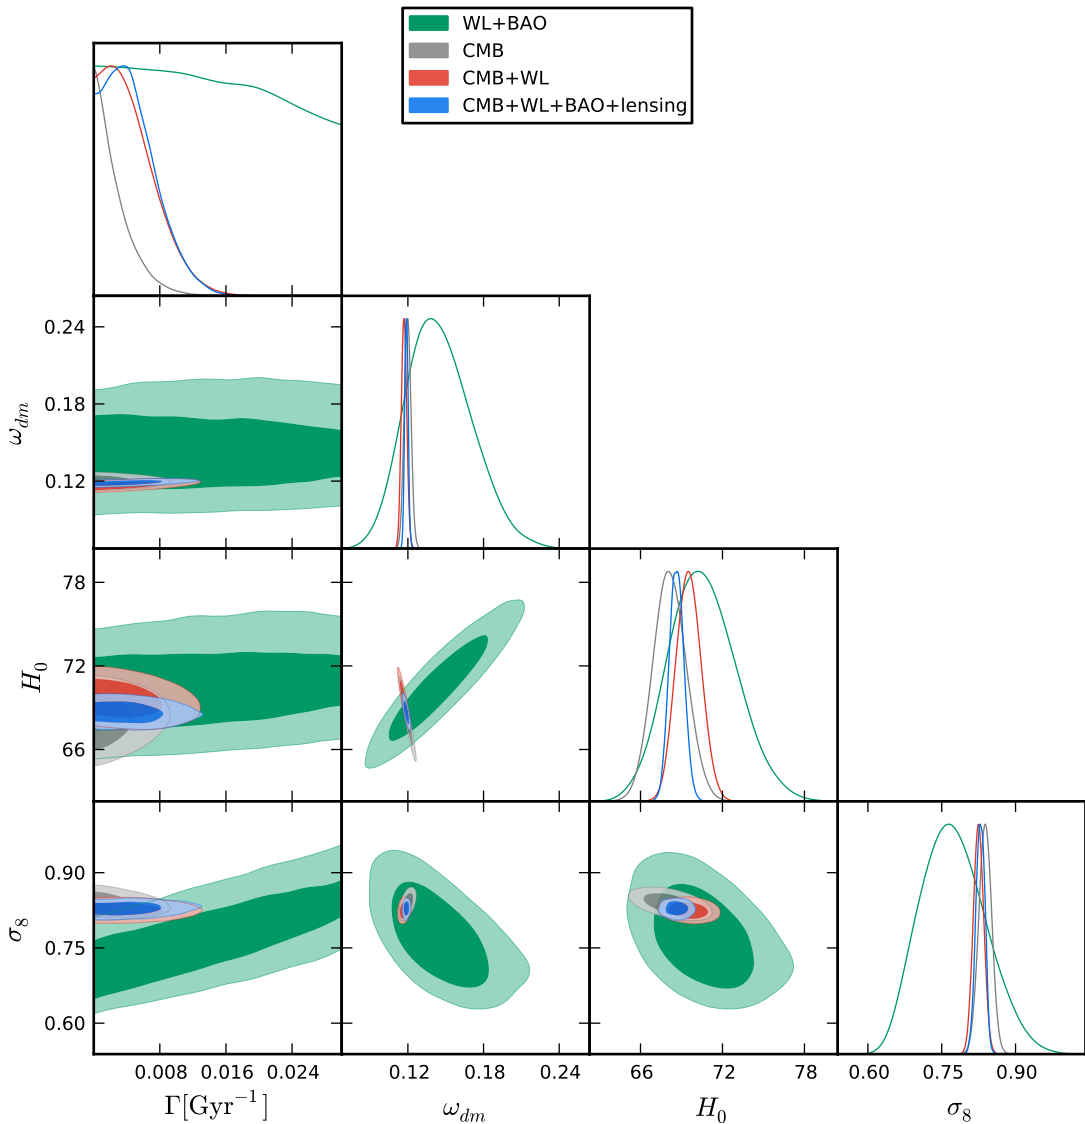 WL+BAO
CMB
CMB+WL
CMB+WL+BAO+lensing
0.24
0.18
0.12
ω_dm
78
72
66
H_0
0.90
0.75
0.60
σ_8
0.008 0.016 0.024
0.12 0.18 0.24
66 72 78
0.60 0.75 0.90
Γ[Gyr⁻¹]
ω_dm
H_0
σ_8